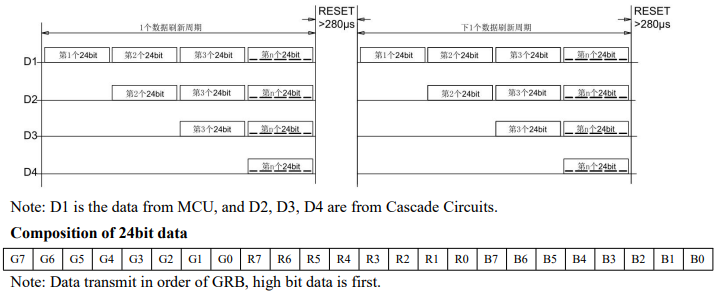 RESET
>280μs
RESET
>280μs
1个数据刷新周期
下1个数据刷新周期
D1 第1个24bit 第2个24bit 第3个24bit 第n个24bit 第1个24bit 第2个24bit 第3个24bit 第n个24bit
D2 第2个24bit 第3个24bit 第n个24bit 第2个24bit 第3个24bit 第n个24bit
D3 第3个24bit 第n个24bit 第3个24bit 第n个24bit
D4 第n个24bit 第n个24bit
Note: D1 is the data from MCU, and D2, D3, D4 are from Cascade Circuits.
Composition of 24bit data
G7 G6 G5 G4 G3 G2 G1 G0 R7 R6 R5 R4 R3 R2 R1 R0 B7 B6 B5 B4 B3 B2 B1 B0
Note: Data transmit in order of GRB, high bit data is first.